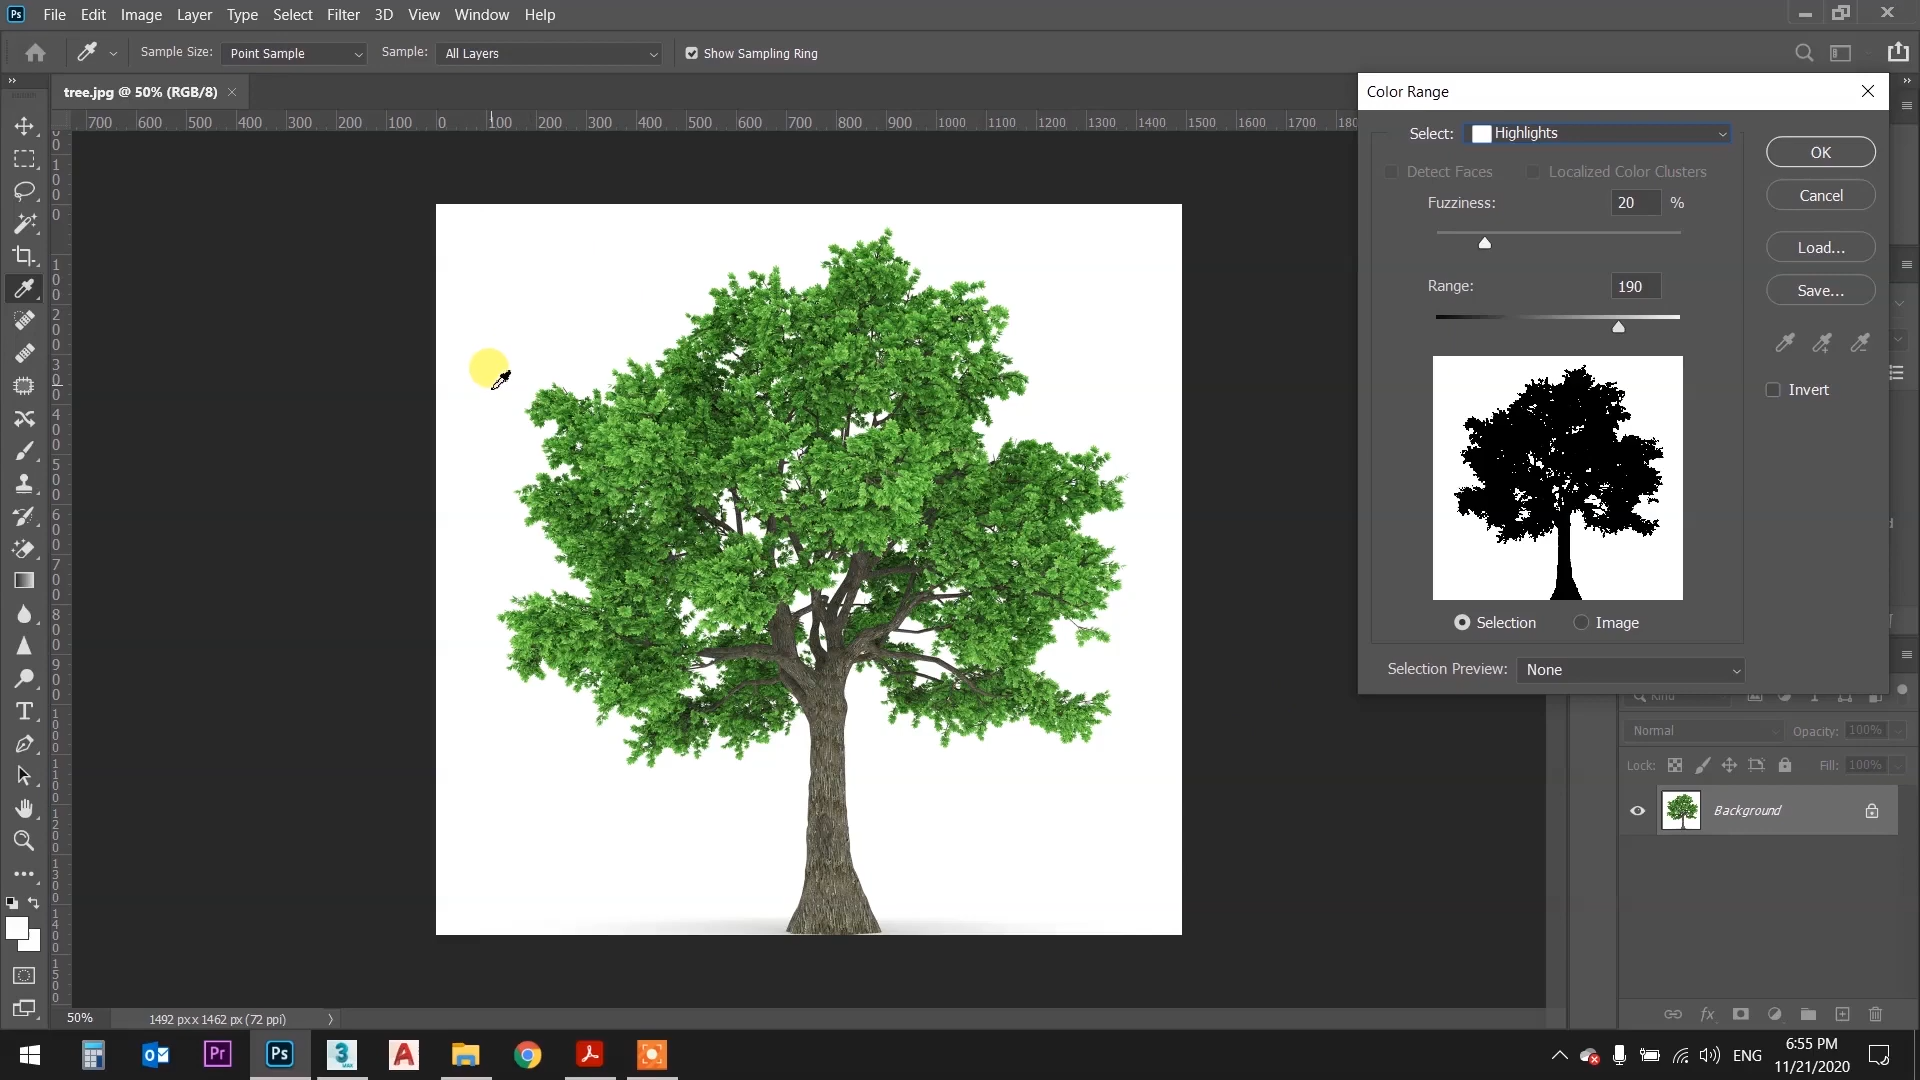 Ps File Edit Image Layer Type Select Filter 3D View Window Help
Sample Size: Point Sample Sample: All Layers Show Sampling Ring
tree.jpg @ 50% (RGB/8)
700 600 500 400 300 200 100 0 100 200 300 400 500 600 700 800 900 1000 1100 1200 1300 1400 1500 1600 1700
Color Range
Select: Highlights
OK
Detect Faces Localized Color Clusters
Fuzziness: 20 %
Cancel
Load...
Range: 190
Save...
Invert
Selection Image
Selection Preview: None
Normal Opacity: 100%
Lock: Fill: 100%
Background
fx
50% 1492 px x 1462 px (72 ppi)
Pr Ps 3 A
ENG
6:55 PM
11/21/2020